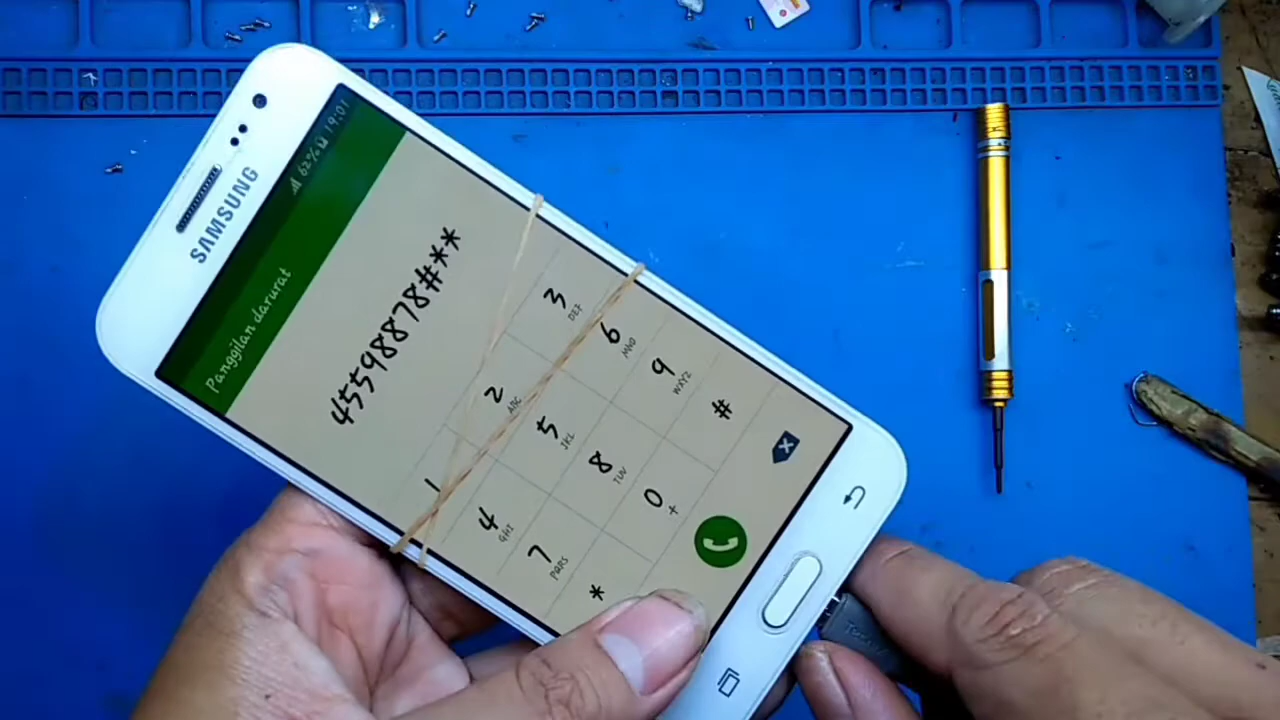 SAMSUNG
62% 19:01
Panggilan darurat
45598878#**
1
2 ABC
3 DEF
4 GHI
5 JKL
6 MNO
7 PQRS
8 TUV
9 WXYZ
*
0 +
#